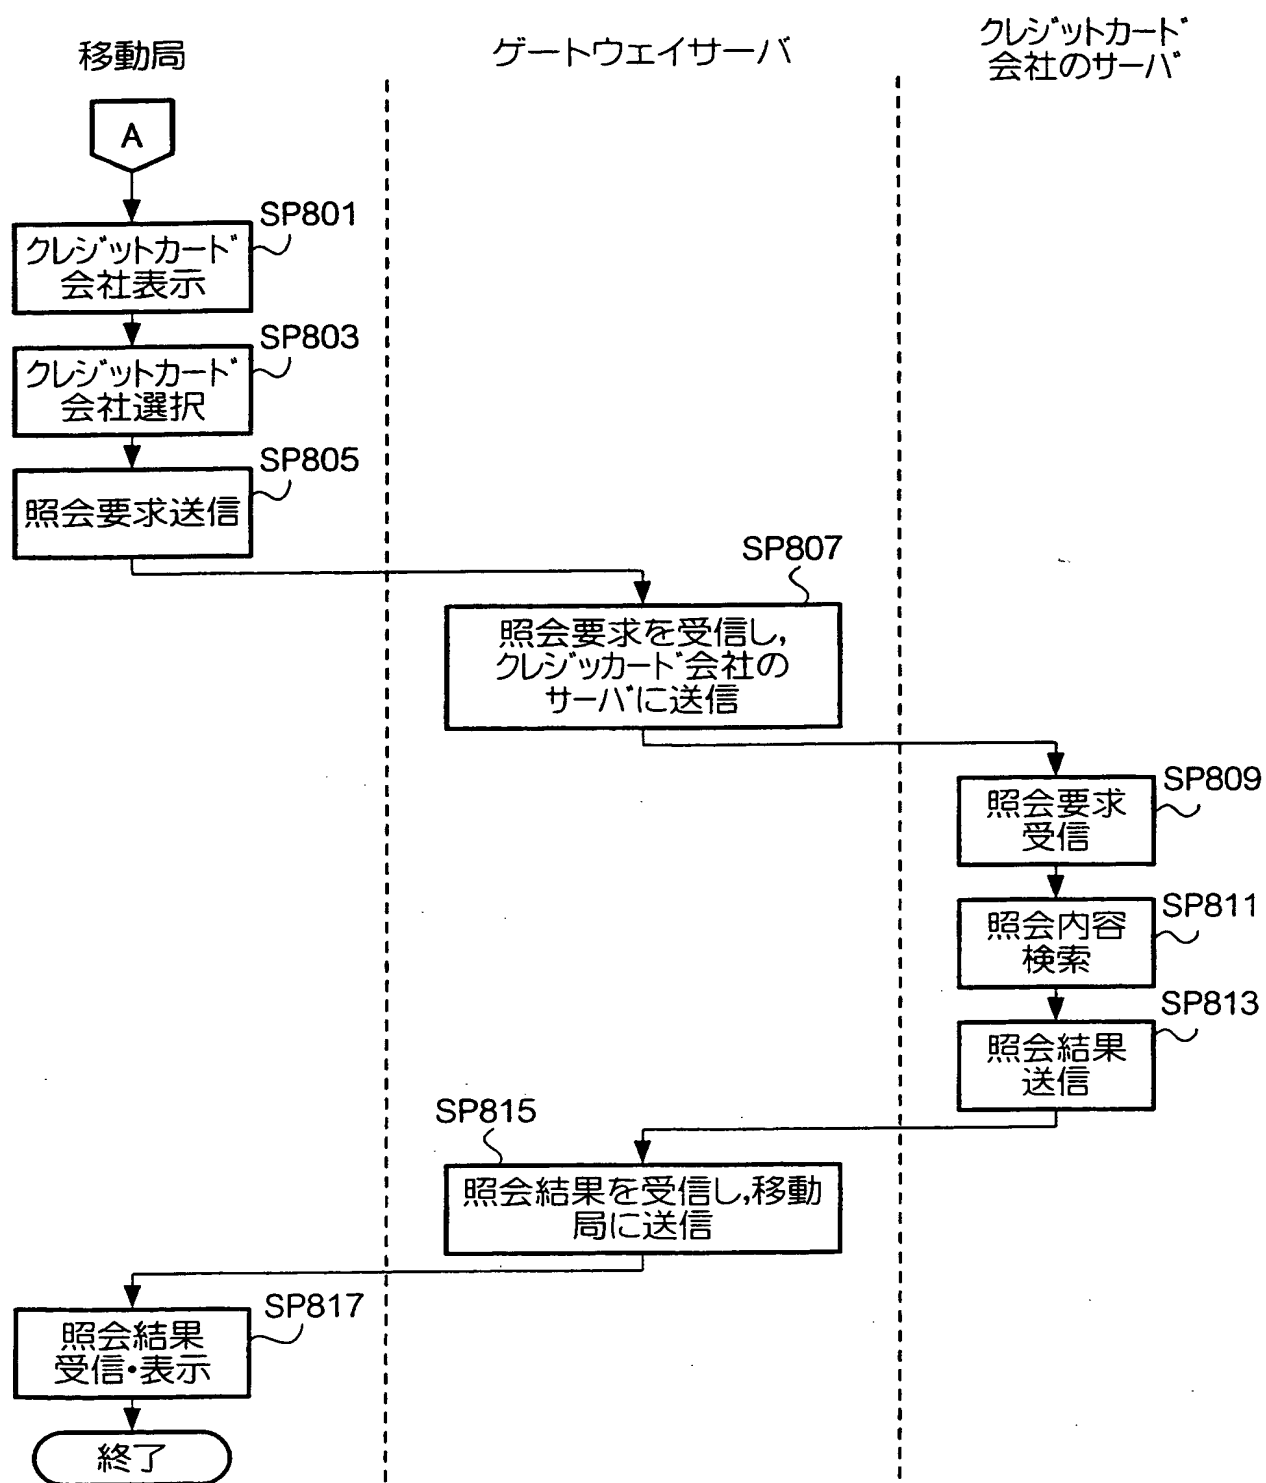 移動局
ゲートウェイサーバ
クレジットカード
会社のサーバ
A
SP801
クレジットカード
会社表示
SP803
クレジットカード
会社選択
SP805
照会要求送信
SP807
照会要求を受信し,
クレジッカード会社の
サーバに送信
SP809
照会要求
受信
SP811
照会内容
検索
SP813
照会結果
送信
SP815
照会結果を受信し,移動
局に送信
SP817
照会結果
受信・表示
終了